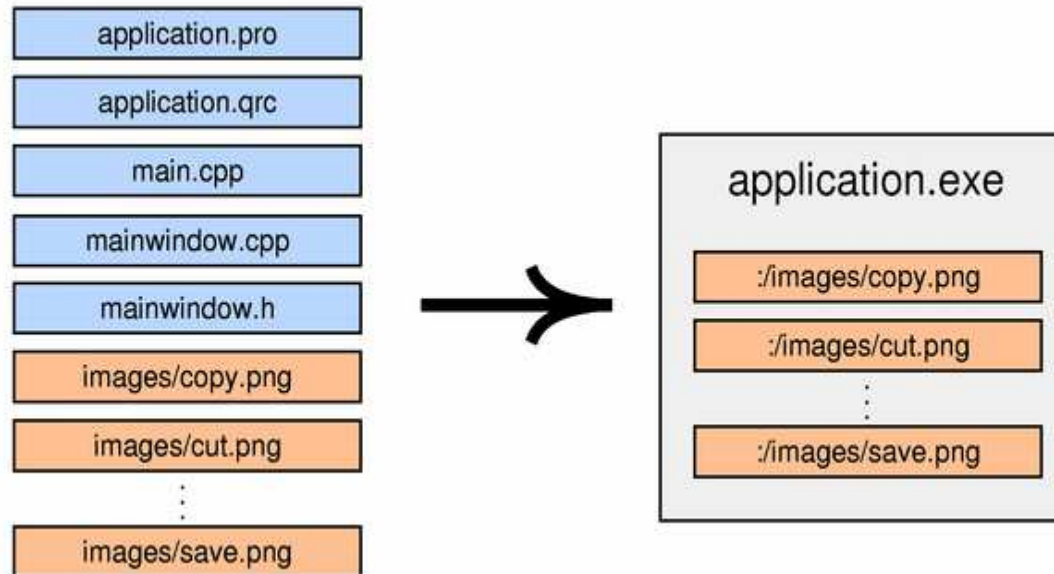 application.pro
application.qrc
main.cpp
mainwindow.cpp
mainwindow.h
images/copy.png
images/cut.png
images/save.png
application.exe
:/images/copy.png
:/images/cut.png
:/images/save.png